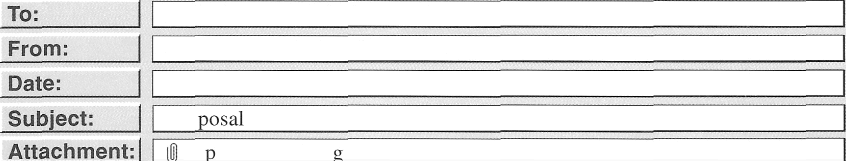 To:
From:
Date:
Subject: posal
Attachment: p g